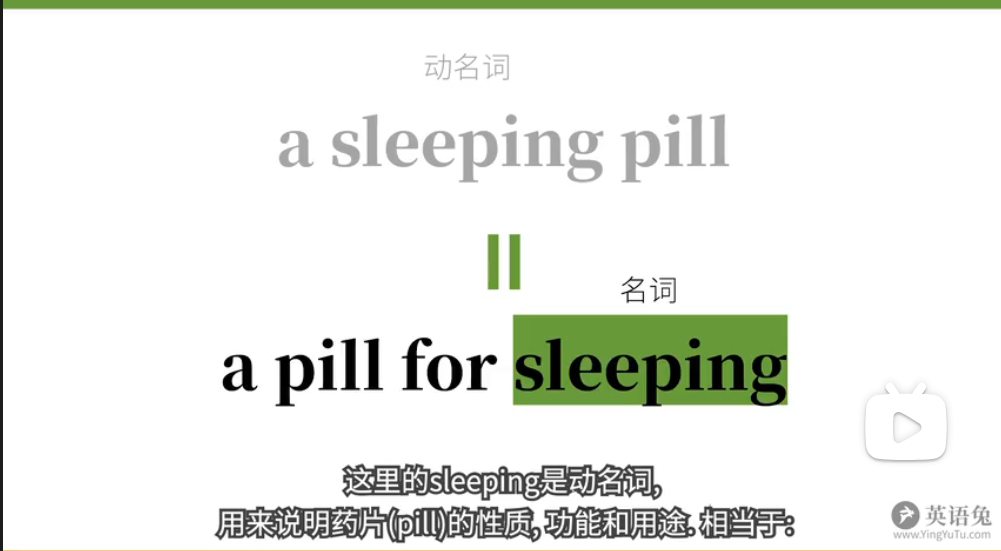 动名词
a sleeping pill
=
名词
a pill for sleeping
这里的sleeping是动名词,
用来说明药片(pill)的性质, 功能和用途. 相当于:
英语兔
www.YingYuTu.com